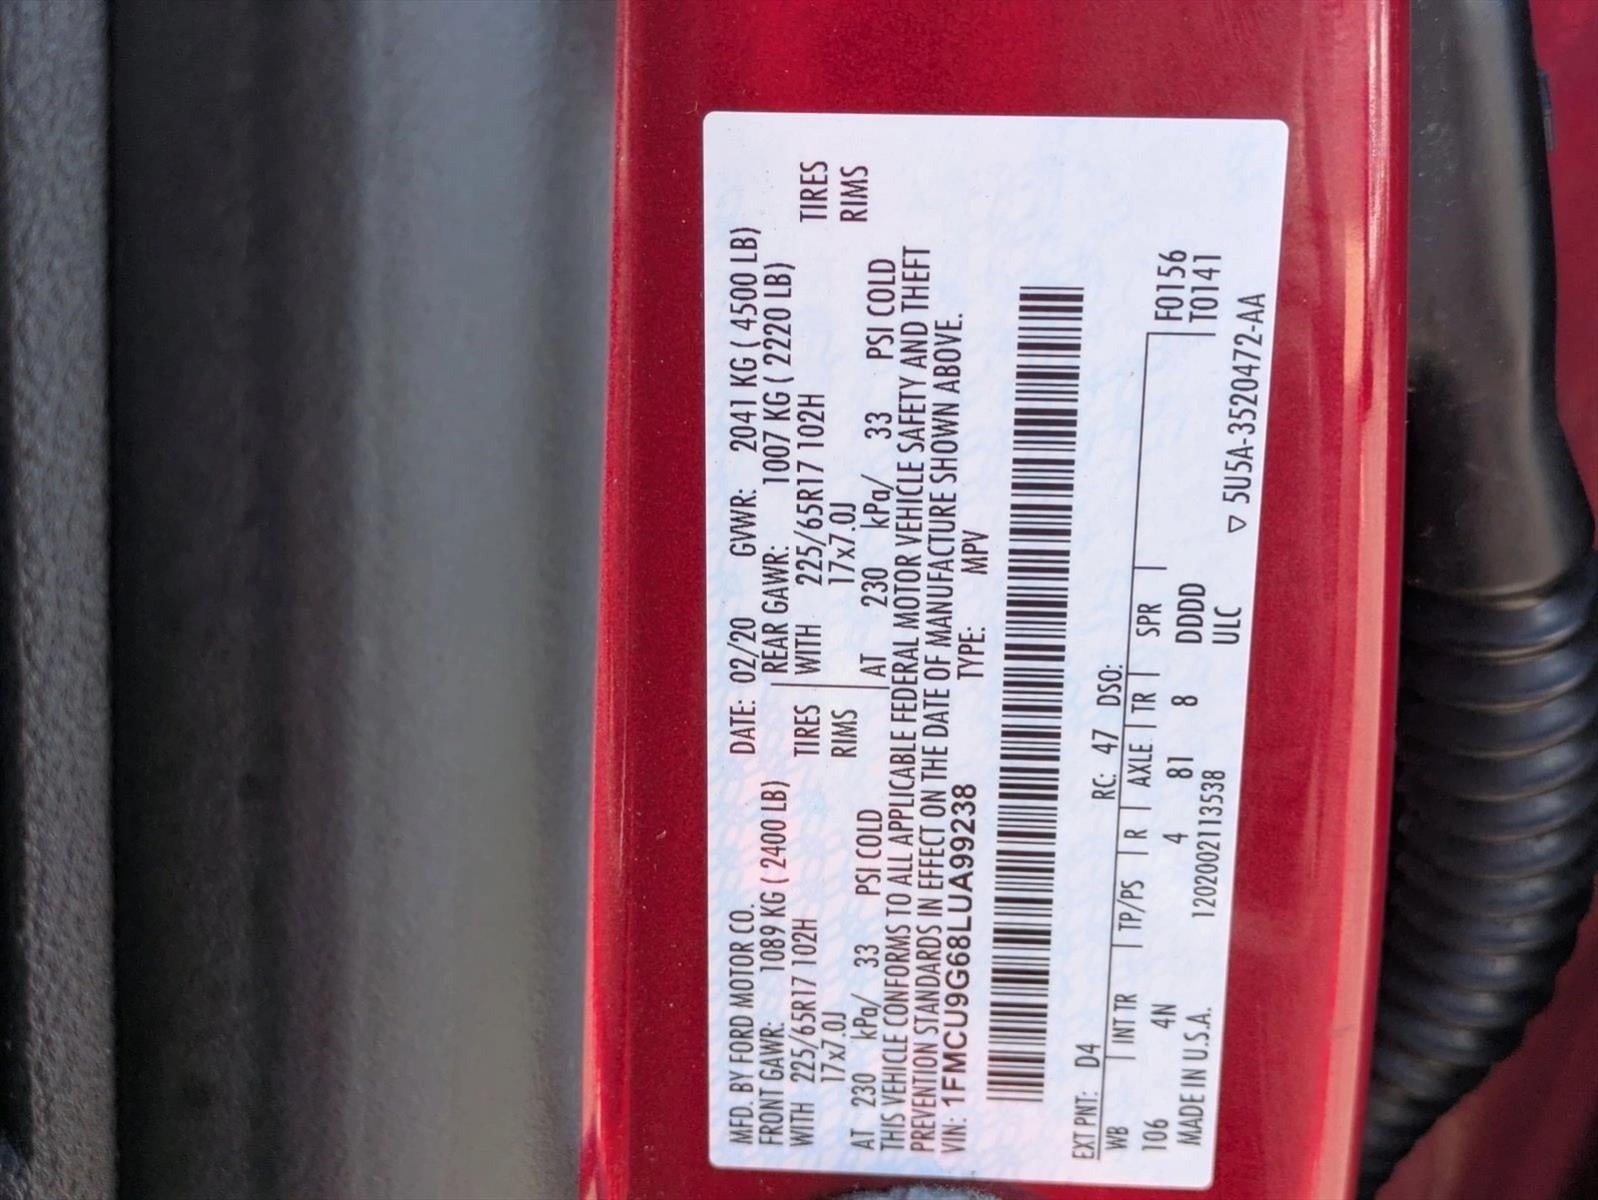 MFD. BY FORD MOTOR CO. DATE: 02/20 GVWR: 2041 KG ( 4500 LB)
FRONT GAWR: 1089 KG ( 2400 LB) REAR GAWR: 1007 KG ( 2220 LB)
WITH 225/65R17 102H TIRES WITH 225/65R17 102H TIRES
17x7.0J RIMS 17x7.0J RIMS
AT 230 kPa/ 33 PSI COLD AT 230 kPa/ 33 PSI COLD
THIS VEHICLE CONFORMS TO ALL APPLICABLE FEDERAL MOTOR VEHICLE SAFETY AND THEFT
PREVENTION STANDARDS IN EFFECT ON THE DATE OF MANUFACTURE SHOWN ABOVE.
VIN: 1FMCU9G68LUA99238 TYPE: MPV
EXT PNT: D4 RC: 47 DSO:
WB INT TR TP/PS R AXLE TR SPR F0156
106 4N 4 81 8 DDDD T0141
MADE IN U.S.A. 12020021 13538 ULC ▽ 5U5A-3520472-AA